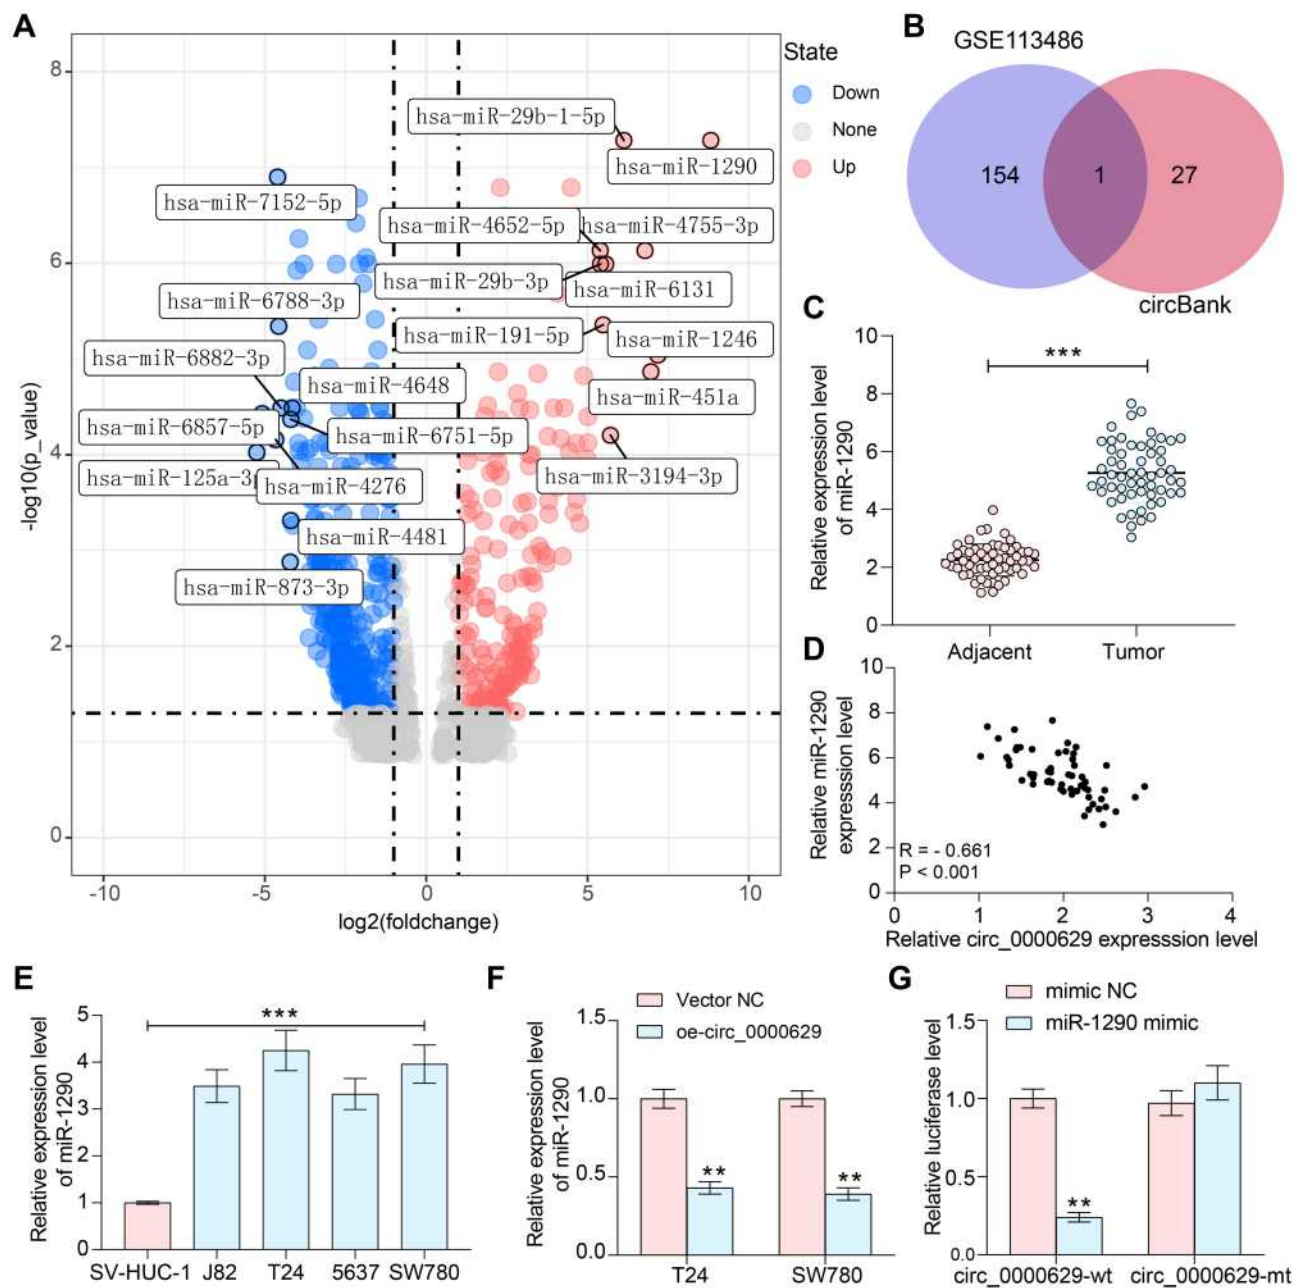 A
8
6
4
2
0
-log10(p_value)
-10
-5
0
5
10
log2(foldchange)
State
Down
None
Up
hsa-miR-29b-1-5p
hsa-miR-1290
hsa-miR-7152-5p
hsa-miR-4652-5p
hsa-miR-4755-3p
hsa-miR-29b-3p
hsa-miR-6131
hsa-miR-6788-3p
hsa-miR-191-5p
hsa-miR-1246
hsa-miR-6882-3p
hsa-miR-4648
hsa-miR-451a
hsa-miR-6857-5p
hsa-miR-6751-5p
hsa-miR-125a-3p
hsa-miR-4276
hsa-miR-3194-3p
hsa-miR-4481
hsa-miR-873-3p
B
GSE113486
154
1
27
circBank
C
10
8
6
4
2
0
Relative expression level
of miR-1290
***
Adjacent
Tumor
D
10
8
6
4
2
0
Relative miR-1290
expresssion level
R = - 0.661
P < 0.001
0
1
2
3
4
Relative circ_0000629 expresssion level
E
5
4
3
2
1
0
Relative expression level
of miR-1290
***
SV-HUC-1
J82
T24
5637
SW780
F
Vector NC
oe-circ_0000629
1.5
1.0
0.5
0.0
Relative expression level
of miR-1290
**
**
T24
SW780
G
mimic NC
miR-1290 mimic
1.5
1.0
0.5
0.0
Relative luciferase level
**
circ_0000629-wt
circ_0000629-mt